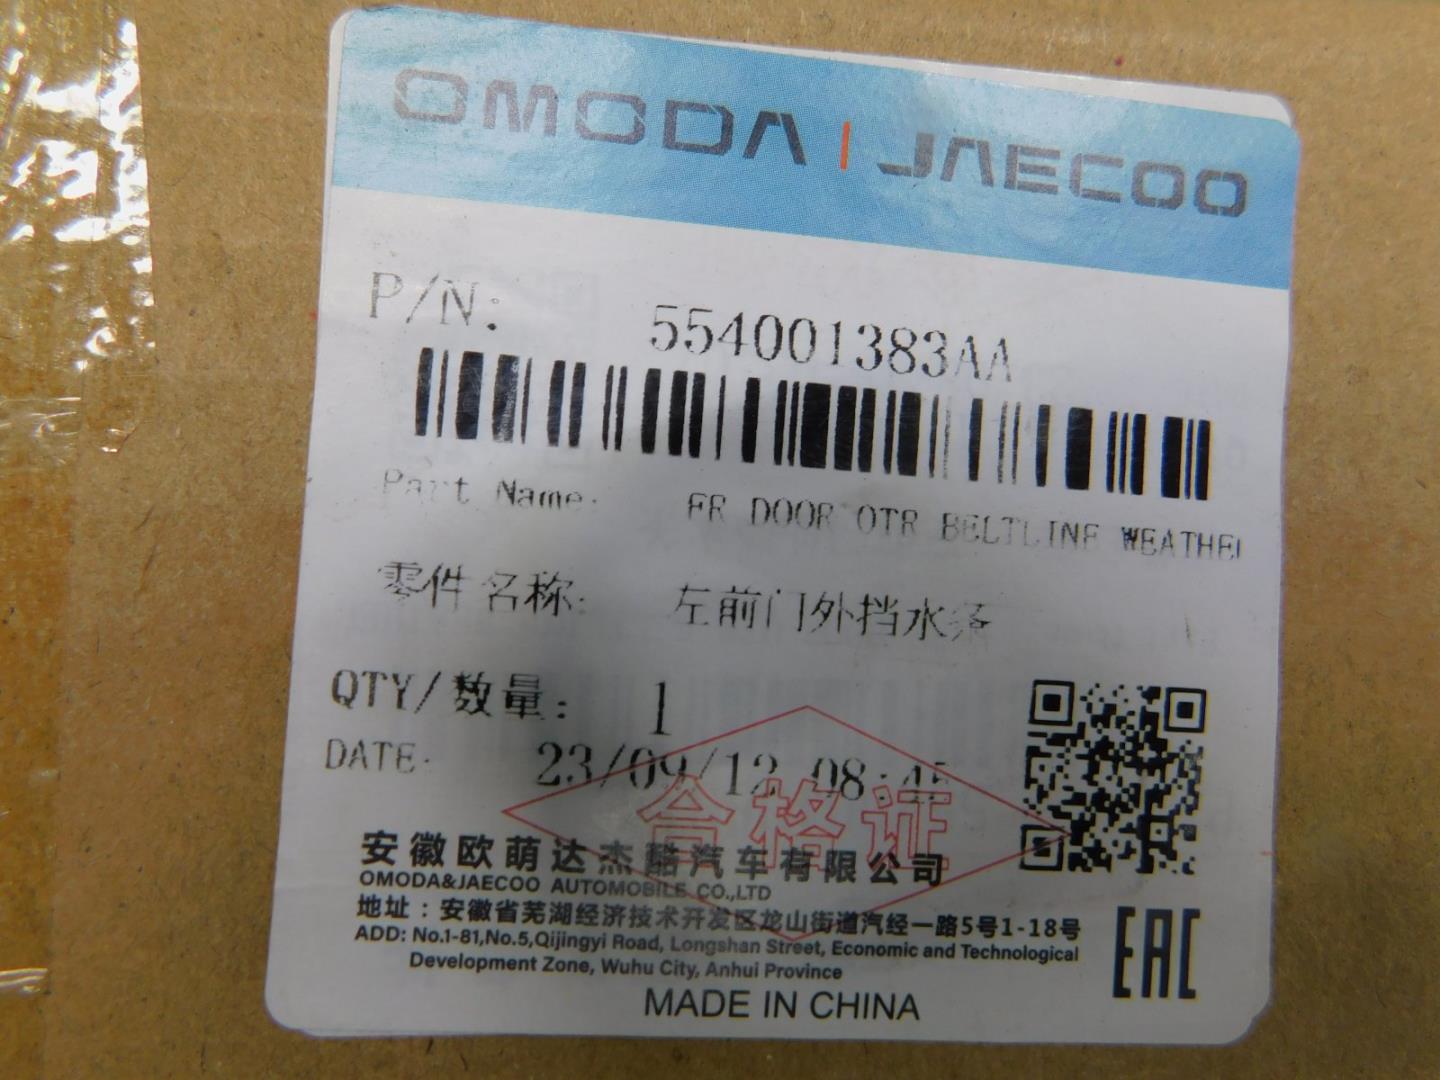 OMODA | JAECOO
P/N: 554001383AA
Part Name: FR DOOR OTR BELTLINE WEATHER
零件名称: 左前门外挡水条
QTY/数量: 1
DATE: 23/09/12 08:45
合格证
安徽欧萌达杰酷汽车有限公司
OMODA&JAECOO AUTOMOBILE CO.,LTD
地址：安徽省芜湖经济技术开发区龙山街道汽经一路5号1-18号
ADD: No.1-81,No.5,Qijingyi Road, Longshan Street, Economic and Technological
Development Zone, Wuhu City, Anhui Province
EAC
MADE IN CHINA